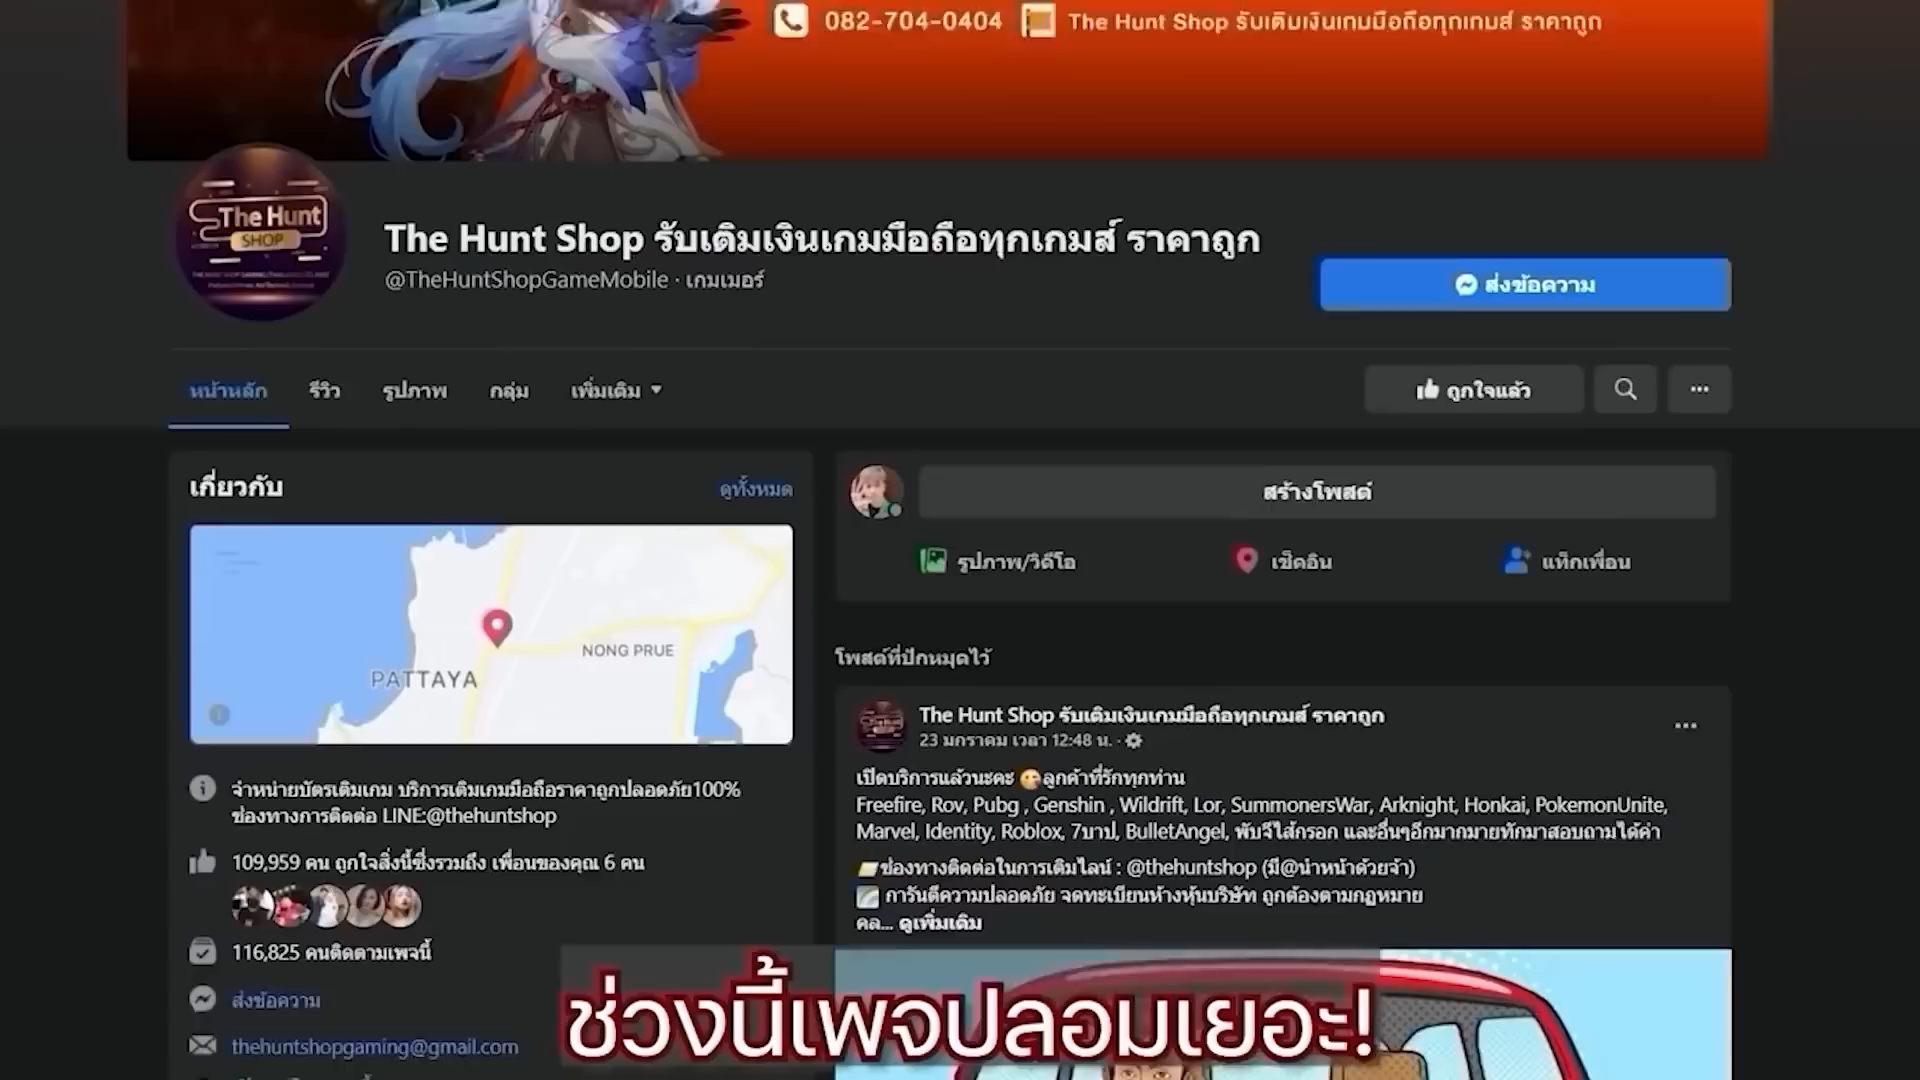 082-704-0404 The Hunt Shop รับเติมเงินเกมมือถือทุกเกมส์ ราคาถูก
The Hunt
SHOP
The Hunt Shop รับเติมเงินเกมมือถือทุกเกมส์ ราคาถูก
@TheHuntShopGameMobile · เกมเมอร์
ส่งข้อความ
หน้าหลัก รีวิว รูปภาพ กลุ่ม เพิ่มเติม
ถูกใจแล้ว
เกี่ยวกับ ดูทั้งหมด
PATTAYA
NONG PRUE
จำหน่ายบัตรเติมเกม บริการเติมเกมมือถือราคาถูกปลอดภัย100%
ช่องทางการติดต่อ LINE:@thehuntshop
109,959 คน ถูกใจสิ่งนี้ซึ่งรวมถึง เพื่อนของคุณ 6 คน
116,825 คนติดตามเพจนี้
ส่งข้อความ
thehuntshopgaming@gmail.com
สร้างโพสต์
รูปภาพ/วิดีโอ เช็คอิน แท็กเพื่อน
โพสต์ที่ปักหมุดไว้
The Hunt Shop รับเติมเงินเกมมือถือทุกเกมส์ ราคาถูก
23 มกราคม เวลา 12:48 น. ·
เปิดบริการแล้วนะคะ ลูกค้าที่รักทุกท่าน
Freefire, Rov, Pubg , Genshin , Wildrift, Lor, SummonersWar, Arknight, Honkai, PokemonUnite,
Marvel, Identity, Roblox, 7บาป, BulletAngel, พับจีไส้กรอก และอื่นๆอีกมากมายทักมาสอบถามได้ค่า
ช่องทางติดต่อในการเติมไลน์ : @thehuntshop (มี@นำหน้าด้วยจ้า)
การันตีความปลอดภัย จดทะเบียนห้างหุ้นบริษัท ถูกต้องตามกฎหมาย
คล... ดูเพิ่มเติม
ช่วงนี้เพจปลอมเยอะ!